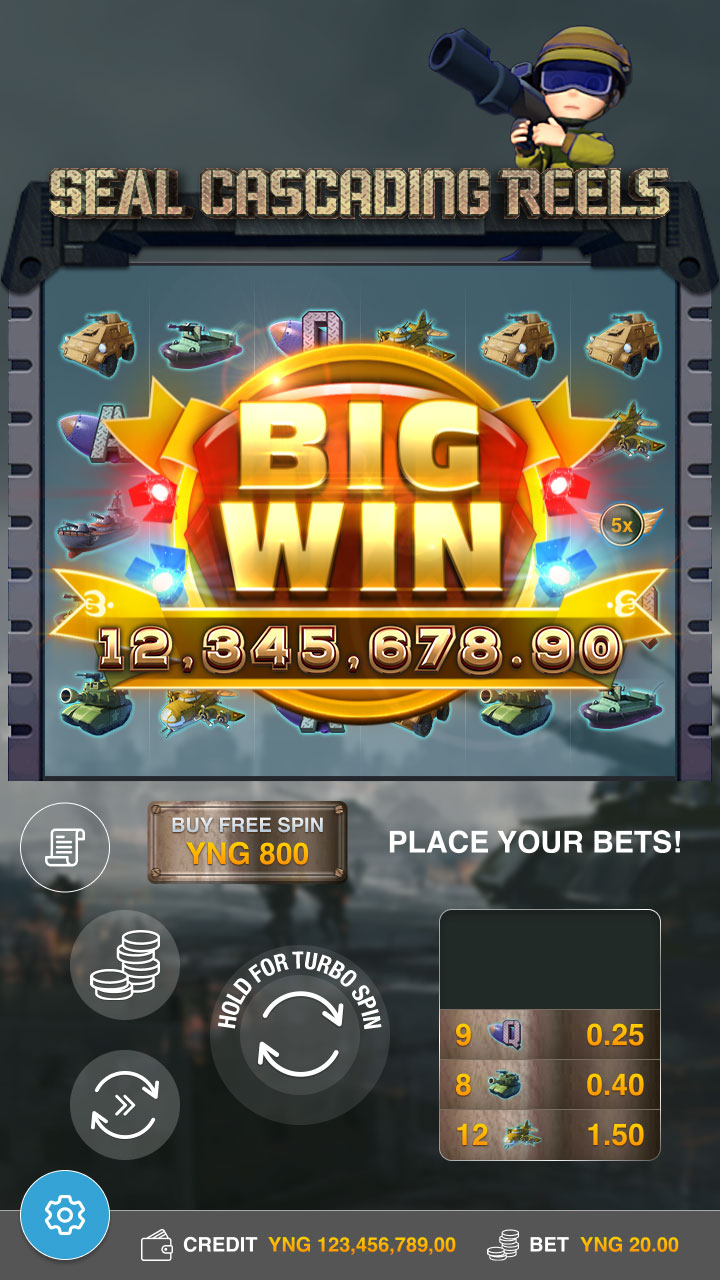 SEAL CASCADING REELS
Q
A
BIG
WIN
5x
12,345,678.90
BUY FREE SPIN
YNG 800
PLACE YOUR BETS!
HOLD FOR TURBO SPIN
9 Q 0.25
8 0.40
12 1.50
CREDIT YNG 123,456,789,00 BET YNG 20.00